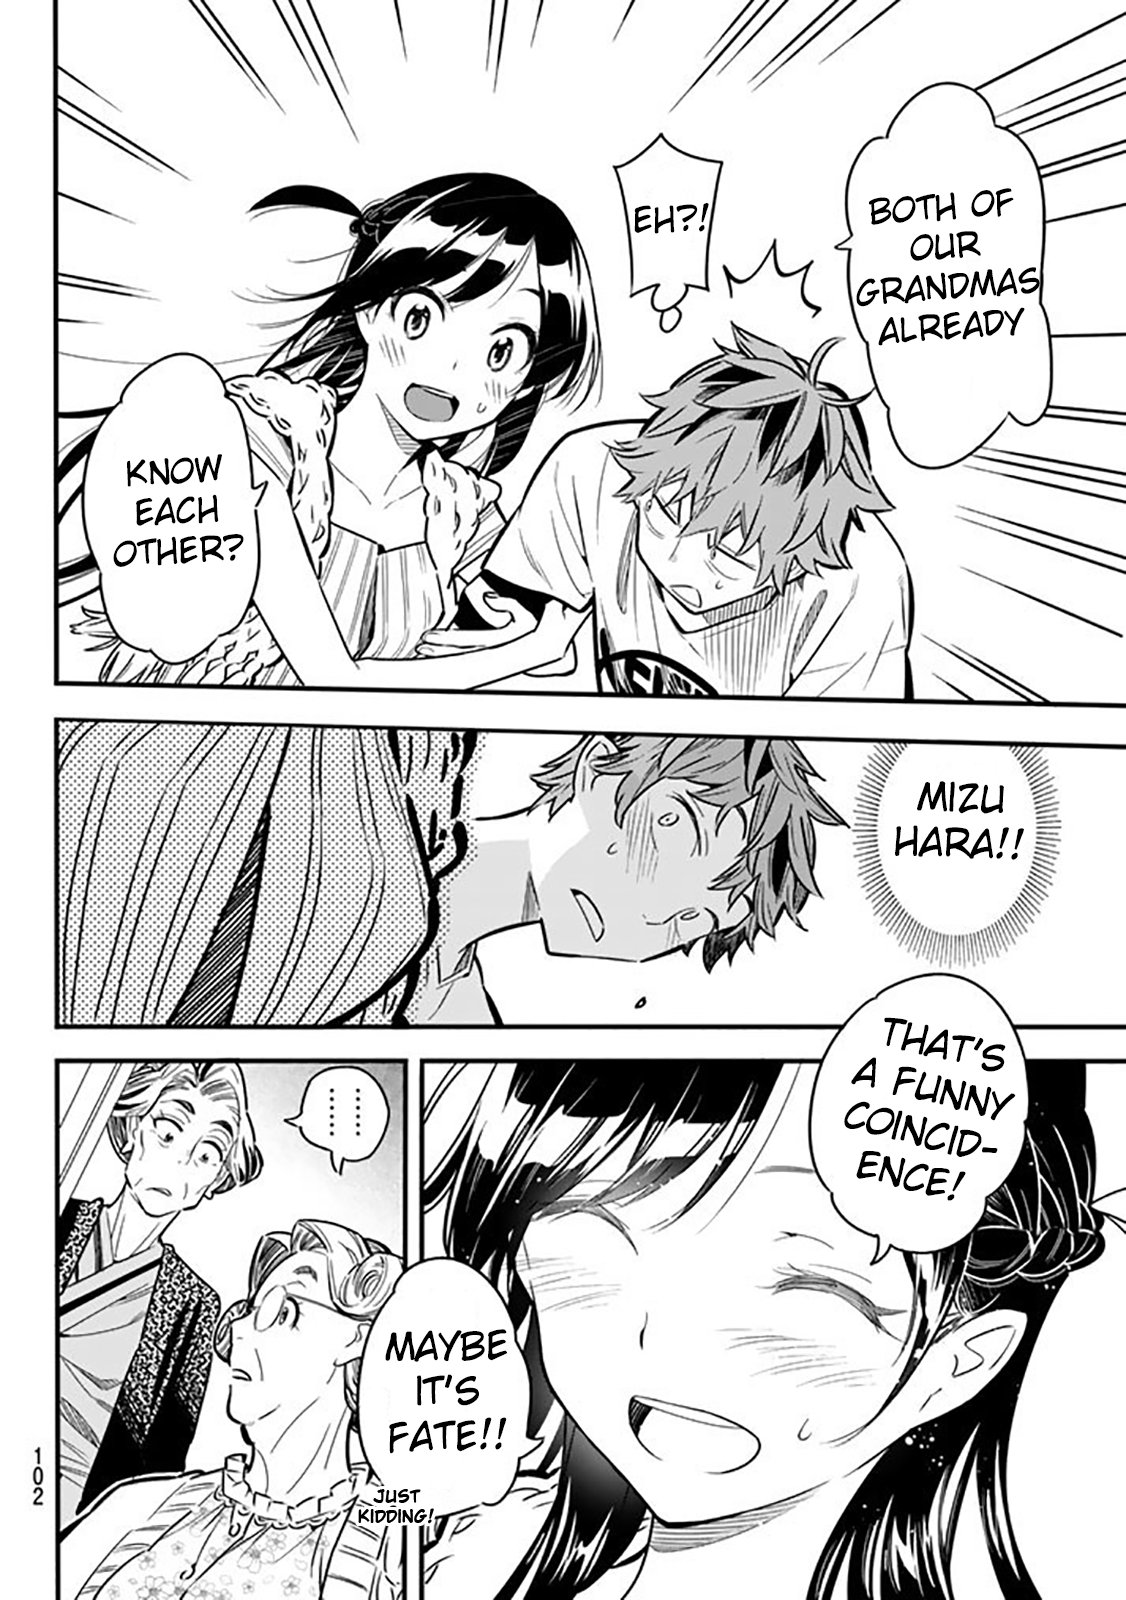 BOTH OF
OUR
GRANDMAS
ALREADY
EH?!
KNOW
EACH
OTHER?
MIZU
HARA!!
THAT'S
A FUNNY
COINCID-
ENCE!
MAYBE
IT'S
FATE!!
JUST
KIDDING!
102